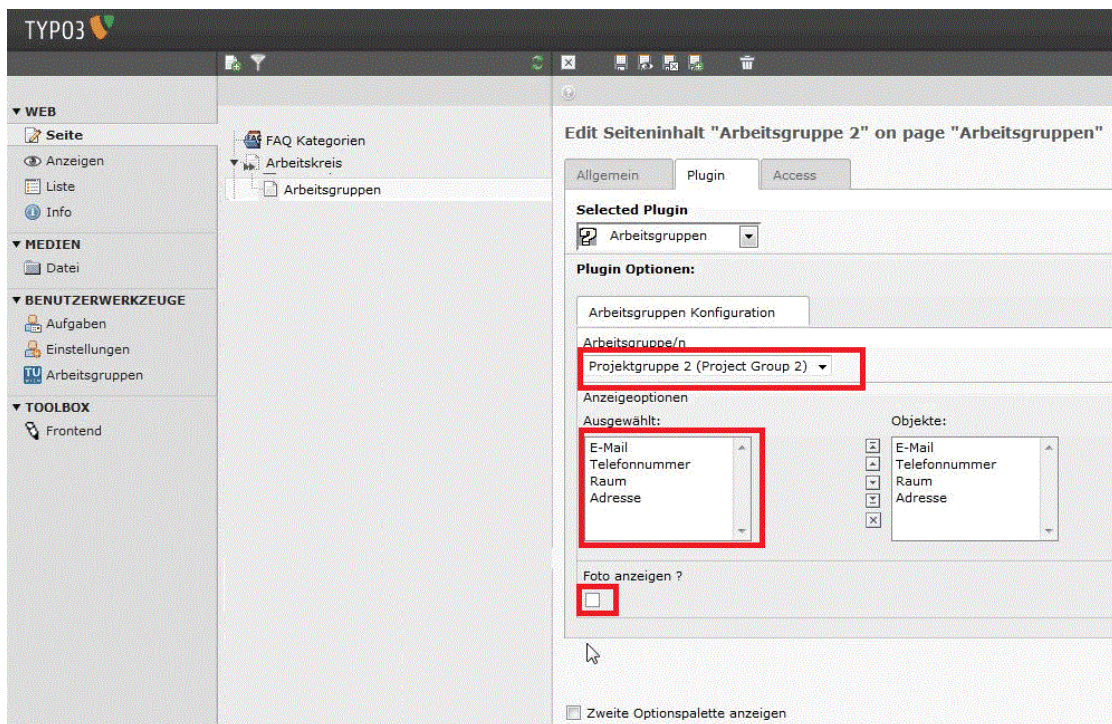 TYPO3
WEB
Seite
Anzeigen
Liste
Info
MEDIEN
Datei
BENUTZERWERKZEUGE
Aufgaben
Einstellungen
Arbeitsgruppen
TOOLBOX
Frontend
FAQ Kategorien
Arbeitskreis
Arbeitsgruppen
Edit Seiteninhalt "Arbeitsgruppe 2" on page "Arbeitsgruppen"
Allgemein Plugin Access
Selected Plugin
Arbeitsgruppen
Plugin Optionen:
Arbeitsgruppen Konfiguration
Arbeitsgruppe/n
Projektgruppe 2 (Project Group 2)
Anzeigeoptionen
Ausgewählt: Objekte:
E-Mail E-Mail
Telefonnummer Telefonnummer
Raum Raum
Adresse Adresse
Foto anzeigen ?
Zweite Optionspalette anzeigen